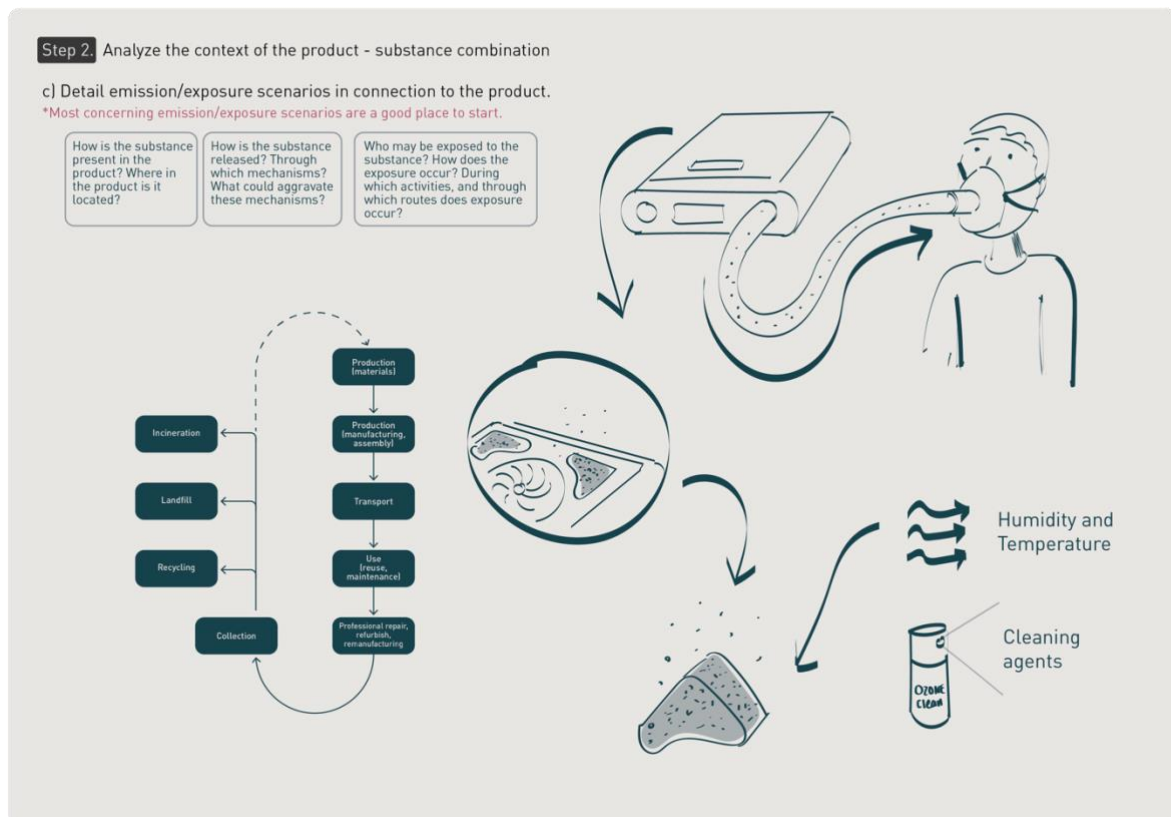 Step 2. Analyze the context of the product - substance combination
c) Detail emission/exposure scenarios in connection to the product.
*Most concerning emission/exposure scenarios are a good place to start.
How is the substance
present in the
product? Where in
the product is it
located?
How is the substance
released? Through
which mechanisms?
What could aggravate
these mechanisms?
Who may be exposed to the
substance? How does the
exposure occur? During
which activities, and through
which routes does exposure
occur?
Production
(materials)
Production
(manufacturing,
assembly)
Transport
Use
(reuse,
maintenance)
Professional repair,
refurbish,
remanufacturing
Collection
Recycling
Landfill
Incineration
Humidity and
Temperature
Cleaning
agents
OZONE
Clean